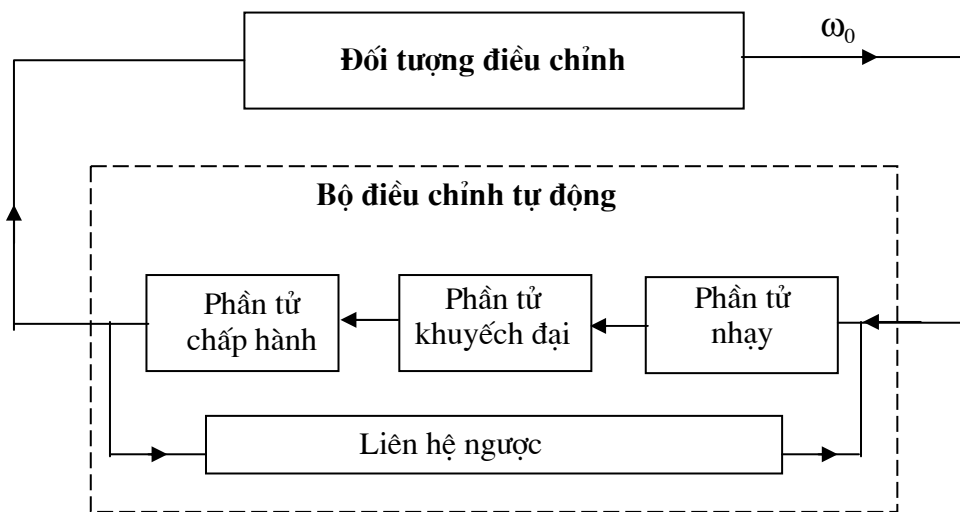 Đối tượng điều chỉnh
ω₀
Bộ điều chỉnh tự động
Phần tử
chấp hành
Phần tử
khuyếch đại
Phần tử
nhạy
Liên hệ ngược